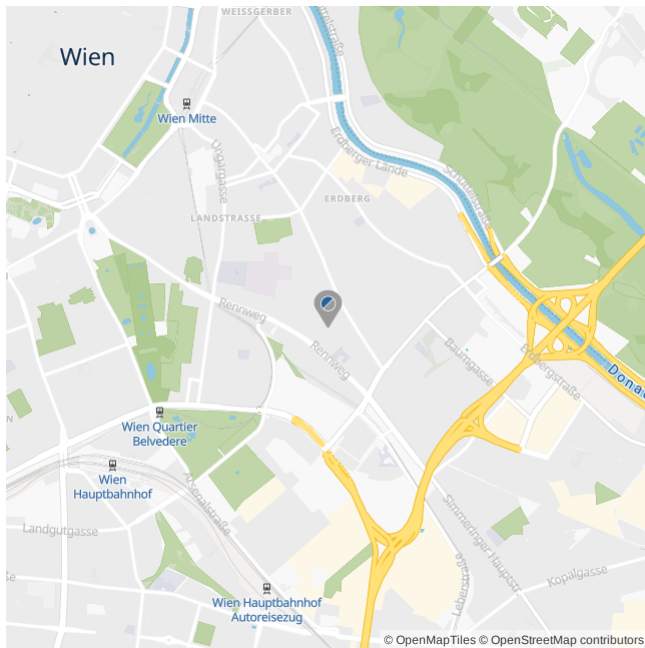 WEISSGERBER
Wien
Wien Mitte
Ungargasse
Erdberger Lände
Schüttelstraße
ERDBERG
LANDSTRASSE
Rennweg
Rennweg
Baumgasse
Erdbergstraße
Donau
Wien Quartier
Belvedere
Wien
Hauptbahnhof
Arsenalstraße
Landgutgasse
Simmeringer Hauptstr.
Leberstraße
Kopalgasse
Wien Hauptbahnhof
Autoreisezug
© OpenMapTiles © OpenStreetMap contributors